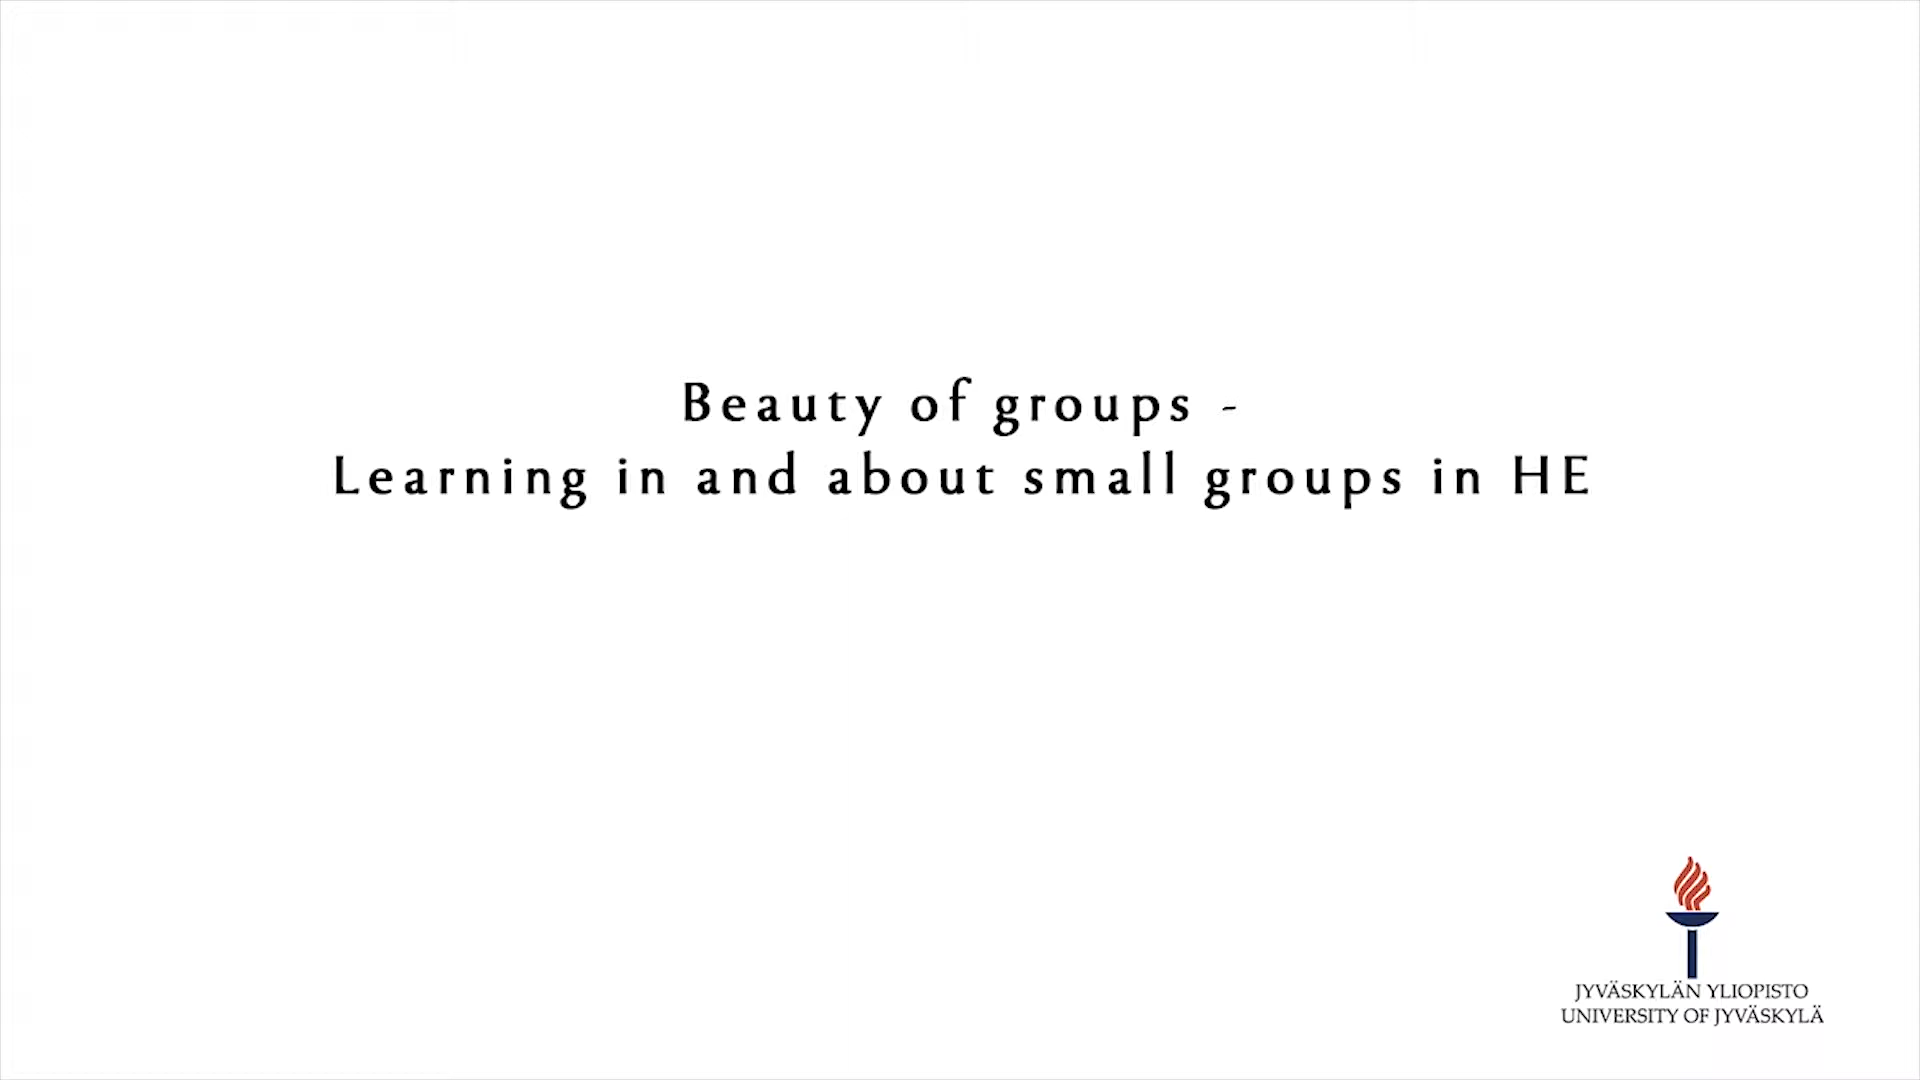 Beauty of groups -
Learning in and about small groups in HE
JYVÄSKYLÄN YLIOPISTO
UNIVERSITY OF JYVÄSKYLÄ